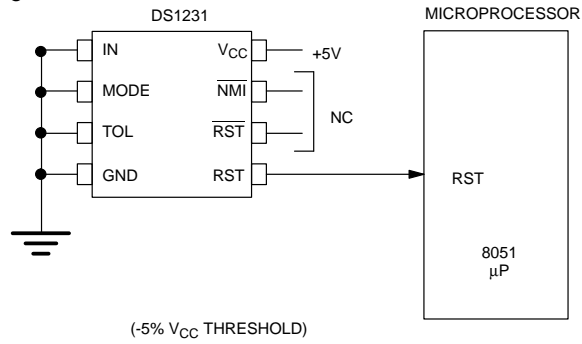 DS1231
MICROPROCESSOR
IN
VCC
+5V
MODE
NMI
NC
TOL
RST
GND
RST
RST
8051
µP
(-5% VCC THRESHOLD)